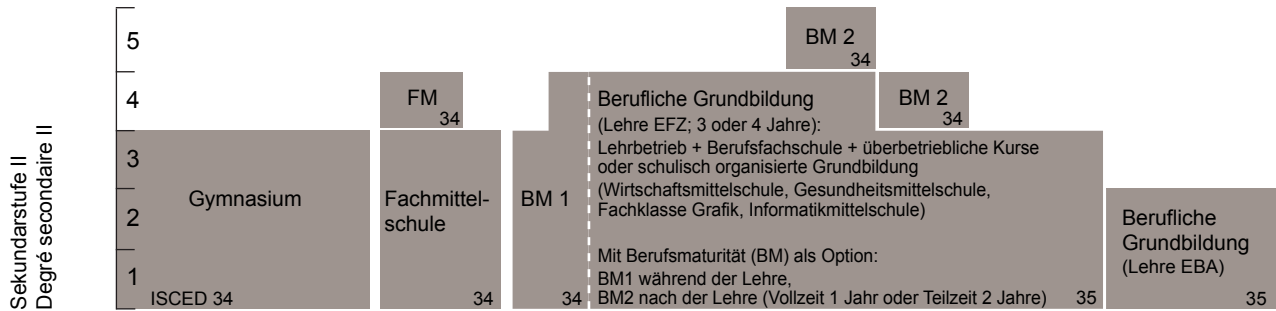 Sekundarstufe II
Degré secondaire II
5
4
3
2
1
Gymnasium
ISCED 34
FM
34
Fachmittel-
schule
34
BM 1
34
BM 2
34
BM 2
34
Berufliche Grundbildung
(Lehre EFZ; 3 oder 4 Jahre):
Lehrbetrieb + Berufsfachschule + überbetriebliche Kurse
oder schulisch organisierte Grundbildung
(Wirtschaftsmittelschule, Gesundheitsmittelschule,
Fachklasse Grafik, Informatikmittelschule)
Mit Berufsmaturität (BM) als Option:
BM1 während der Lehre,
BM2 nach der Lehre (Vollzeit 1 Jahr oder Teilzeit 2 Jahre)
35
Berufliche
Grundbildung
(Lehre EBA)
35